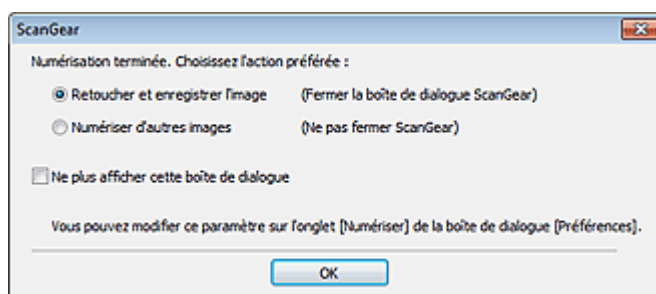 ScanGear
Numérisation terminée. Choisissez l'action préférée :
Retoucher et enregistrer l'image (Fermer la boîte de dialogue ScanGear)
Numériser d'autres images (Ne pas fermer ScanGear)
Ne plus afficher cette boîte de dialogue
Vous pouvez modifier ce paramètre sur l'onglet [Numériser] de la boîte de dialogue [Préférences].
OK